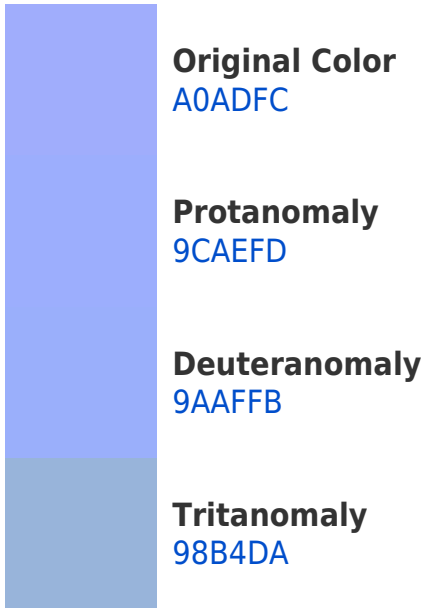 Original Color
A0ADFC
Protanomaly
9CAEFD
Deuteranomaly
9AAFFB
Tritanomaly
98B4DA